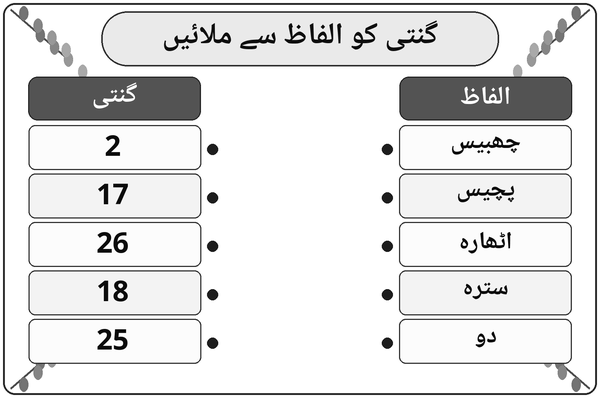 گنتی کو الفاظ سے ملائیں
الفاظ
گنتی
چھبیس
2
پچیس
17
اٹھارہ
26
سترہ
18
دو
25